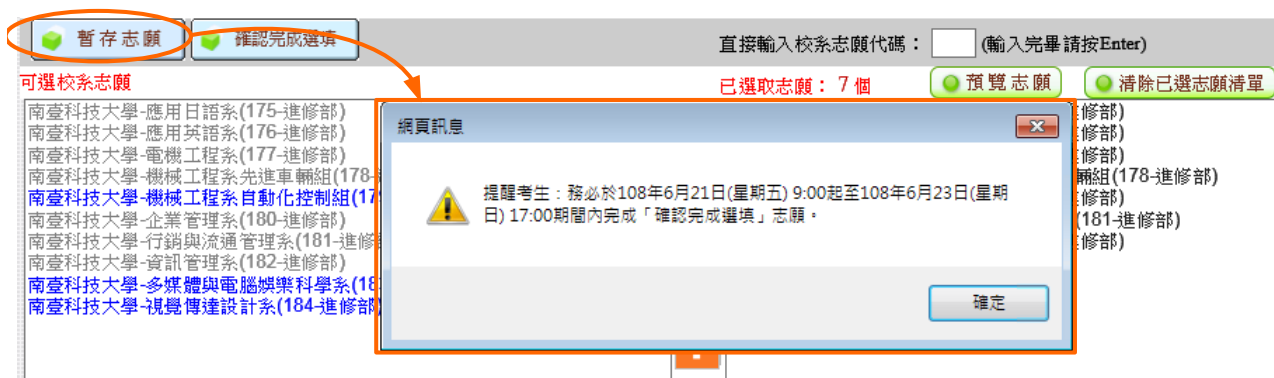 暫存志願
確認完成選填
直接輸入校系志願代碼： (輸入完畢請按Enter)
可選校系志願
已選取志願： 7 個
預覽志願
清除已選志願清單
南臺科技大學-應用日語系(175-進修部)
南臺科技大學-應用英語系(176-進修部)
南臺科技大學-電機工程系(177-進修部)
南臺科技大學-機械工程系先進車輛組(178-
南臺科技大學-機械工程系自動化控制組(17
南臺科技大學-企業管理系(180-進修部)
南臺科技大學-行銷與流通管理系(181-進修
南臺科技大學-資訊管理系(182-進修部)
南臺科技大學-多媒體與電腦娛樂科學系(18
南臺科技大學-視覺傳達設計系(184-進修部)
網頁訊息
提醒考生：務必於108年6月21日(星期五) 9:00起至108年6月23日(星期
日) 17:00期間內完成「確認完成選填」志願。
確定
修部)
修部)
修部)
輛組(178-進修部)
修部)
(181-進修部)
修部)